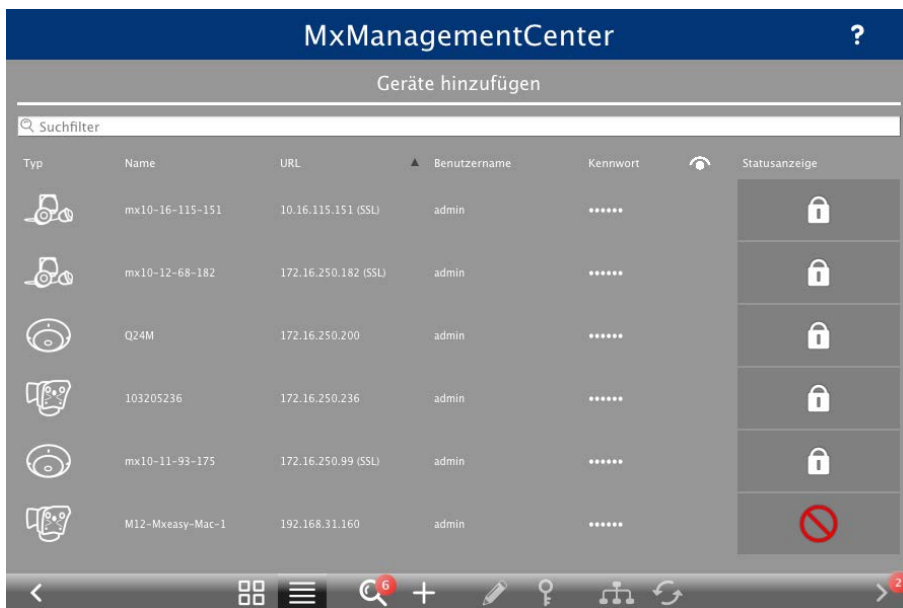 MxManagementCenter ?
Geräte hinzufügen
Suchfilter
Typ Name URL Benutzername Kennwort Statusanzeige
mx10-16-115-151 10.16.115.151 (SSL) admin ••••••
mx10-12-68-182 172.16.250.182 (SSL) admin ••••••
Q24M 172.16.250.200 admin ••••••
103205236 172.16.250.236 admin ••••••
mx10-11-93-175 172.16.250.99 (SSL) admin ••••••
M12-Mxeasy-Mac-1 192.168.31.160 admin ••••••
6 2